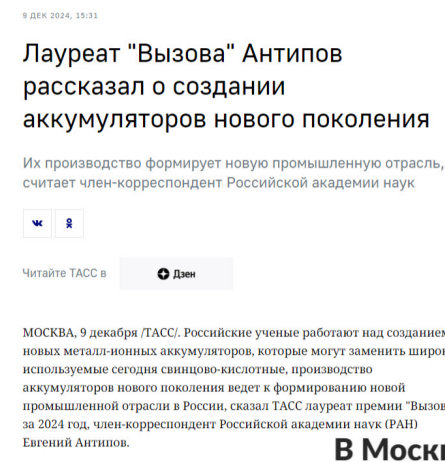 9 ДЕК 2024, 15:31
Лауреат "Вызова" Антипов
рассказал о создании
аккумуляторов нового поколения
Их производство формирует новую промышленную отрасль,
считает член-корреспондент Российской академии наук
Читайте ТАСС в Дзен
МОСКВА, 9 декабря /ТАСС/. Российские ученые работают над создание
новых металл-ионных аккумуляторов, которые могут заменить широ
используемые сегодня свинцово-кислотные, производство
аккумуляторов нового поколения ведет к формированию новой
промышленной отрасли в России, сказал ТАСС лауреат премии "Вызов
за 2024 год, член-корреспондент Российской академии наук (РАН)
Евгений Антипов.
В Моск